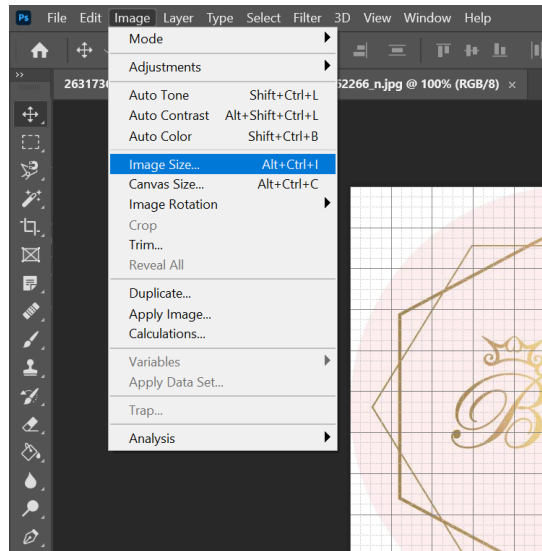 Ps File Edit Image Layer Type Select Filter 3D View Window Help
Mode
263173 62266_n.jpg @ 100% (RGB/8) ×
Adjustments
Auto Tone Shift+Ctrl+L
Auto Contrast Alt+Shift+Ctrl+L
Auto Color Shift+Ctrl+B
Image Size... Alt+Ctrl+I
Canvas Size... Alt+Ctrl+C
Image Rotation
Crop
Trim...
Reveal All
Duplicate...
Apply Image...
Calculations...
Variables
Apply Data Set...
Trap...
Analysis
B